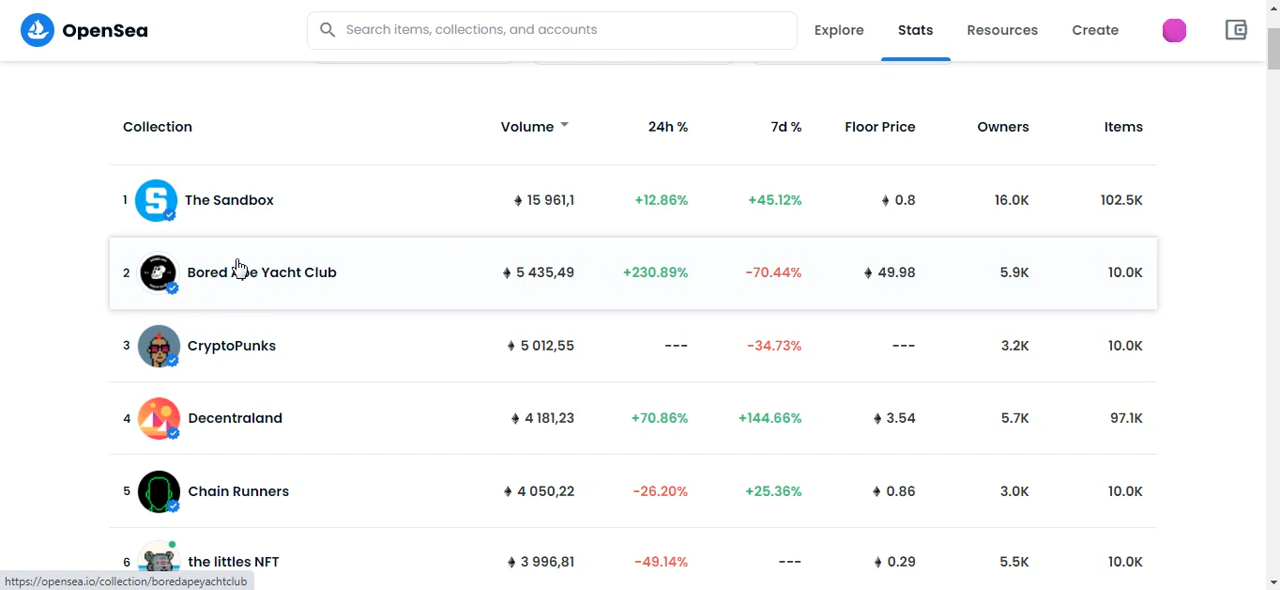 OpenSea Search items, collections, and accounts Explore Stats Resources Create
Collection Volume 24h % 7d % Floor Price Owners Items
1 The Sandbox 15 961,1 +12.86% +45.12% 0.8 16.0K 102.5K
2 Bored Ape Yacht Club 5 435,49 +230.89% -70.44% 49.98 5.9K 10.0K
3 CryptoPunks 5 012,55 --- -34.73% --- 3.2K 10.0K
4 Decentraland 4 181,23 +70.86% +144.66% 3.54 5.7K 97.1K
5 Chain Runners 4 050,22 -26.20% +25.36% 0.86 3.0K 10.0K
6 the littles NFT 3 996,81 -49.14% --- 0.29 5.5K 10.0K
https://opensea.io/collection/boredapeyachtclub